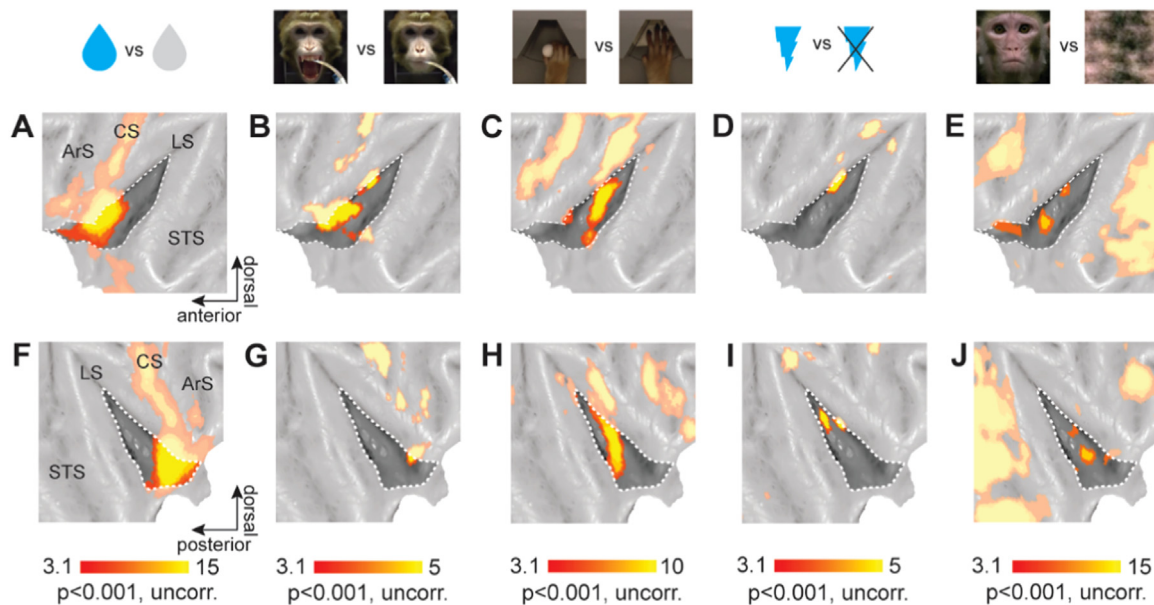 vs vs vs vs vs
A B C D E
CS
ArS LS
STS
dorsal
anterior
F G H I J
CS
LS ArS
STS
dorsal
posterior
3.1 15 3.1 5 3.1 10 3.1 5 3.1 15
p<0.001, uncorr. p<0.001, uncorr. p<0.001, uncorr. p<0.001, uncorr. p<0.001, uncorr.